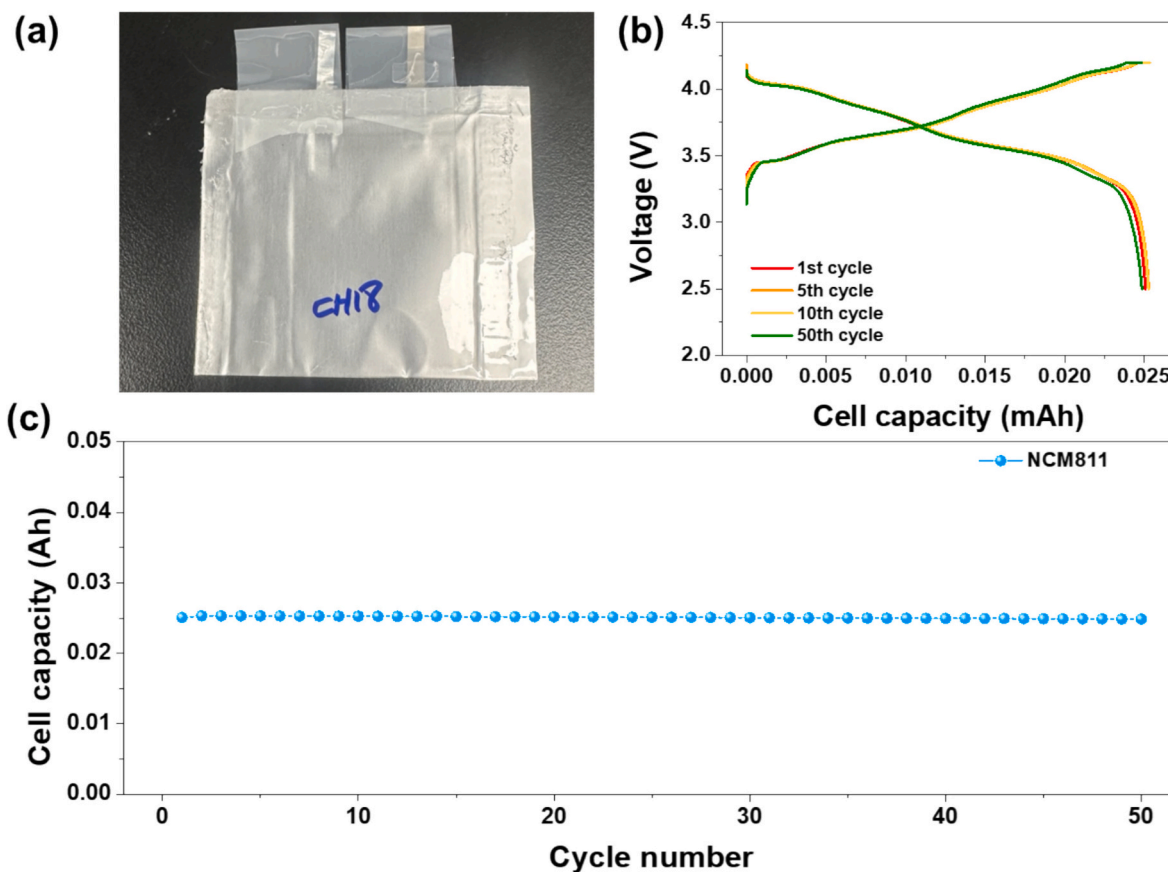 (a)
CH18
(b)
Voltage (V)
4.5
4.0
3.5
3.0
2.5
2.0
1st cycle
5th cycle
10th cycle
50th cycle
0.000 0.005 0.010 0.015 0.020 0.025
Cell capacity (mAh)
(c)
Cell capacity (Ah)
0.05
0.04
0.03
0.02
0.01
0.00
NCM811
0 10 20 30 40 50
Cycle number